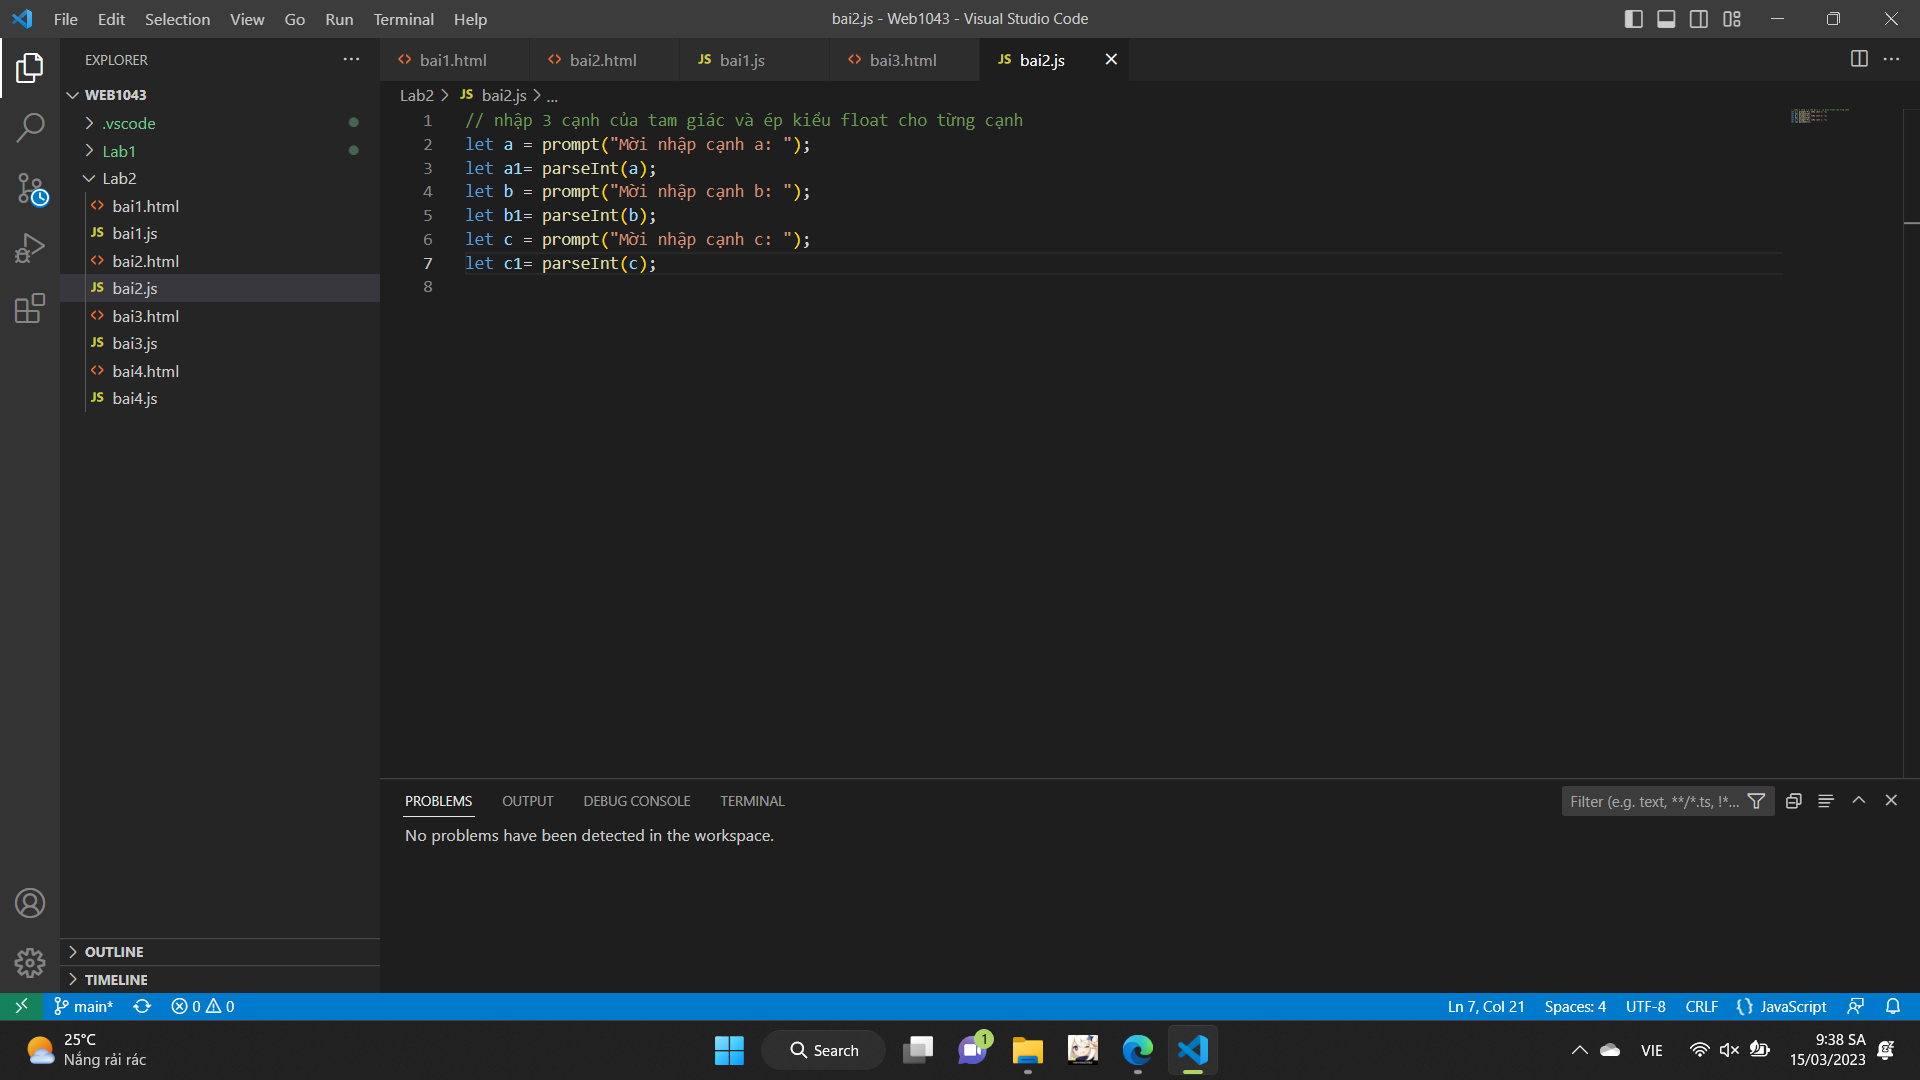 File Edit Selection View Go Run Terminal Help
bai2.js - Web1043 - Visual Studio Code
EXPLORER
bai1.html
bai2.html
JS bai1.js
bai3.html
JS bai2.js
WEB1043
.vscode
Lab1
Lab2
bai1.html
JS bai1.js
bai2.html
JS bai2.js
bai3.html
JS bai3.js
bai4.html
JS bai4.js
OUTLINE
TIMELINE
Lab2 > JS bai2.js > ...
1 // nhập 3 cạnh của tam giác và ép kiểu float cho từng cạnh
2 let a = prompt("Mời nhập cạnh a: ");
3 let a1= parseInt(a);
4 let b = prompt("Mời nhập cạnh b: ");
5 let b1= parseInt(b);
6 let c = prompt("Mời nhập cạnh c: ");
7 let c1= parseInt(c);
8
PROBLEMS OUTPUT DEBUG CONSOLE TERMINAL
Filter (e.g. text, **/*.ts, !*...
No problems have been detected in the workspace.
main* 0 0
Ln 7, Col 21 Spaces: 4 UTF-8 CRLF {} JavaScript
25°C
Nắng rải rác
Search
1
VIE
9:38 SA
15/03/2023